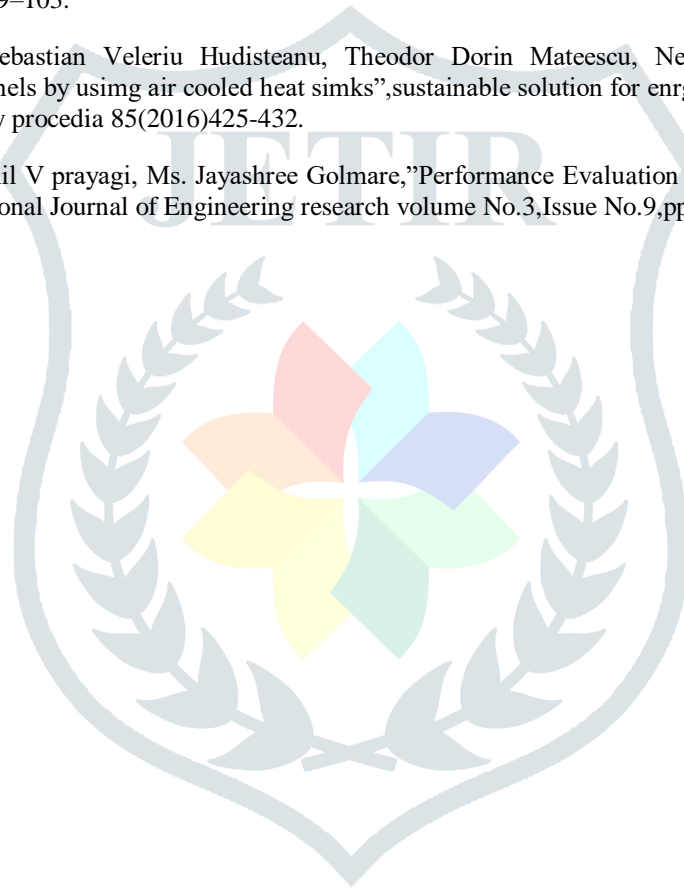 9–103.
ebastian Veleriu Hudisteanu, Theodor Dorin Mateescu, Ne
nels by usimg air cooled heat simks”,sustainable solution for enrg
y procedia 85(2016)425-432.
il V prayagi, Ms. Jayashree Golmare,”Performance Evaluation
onal Journal of Engineering research volume No.3,Issue No.9,pp
JETIR